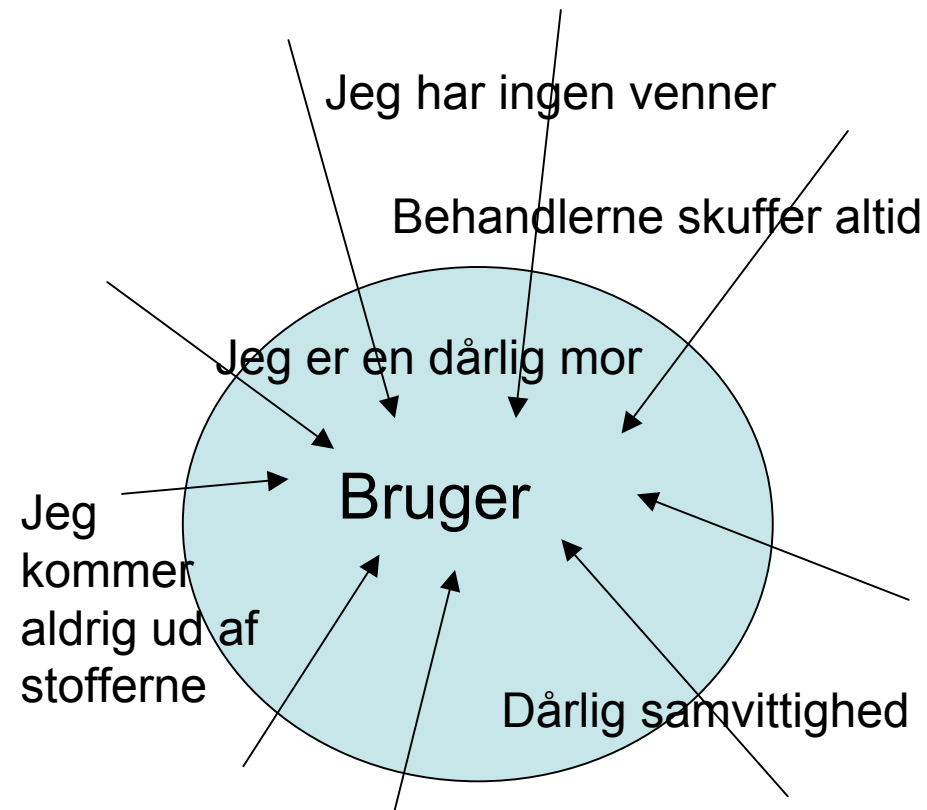 Jeg har ingen venner
Behandlerne skuffer altid
Jeg er en dårlig mor
Bruger
Jeg
kommer
aldrig ud af
stofferne
Dårlig samvittighed